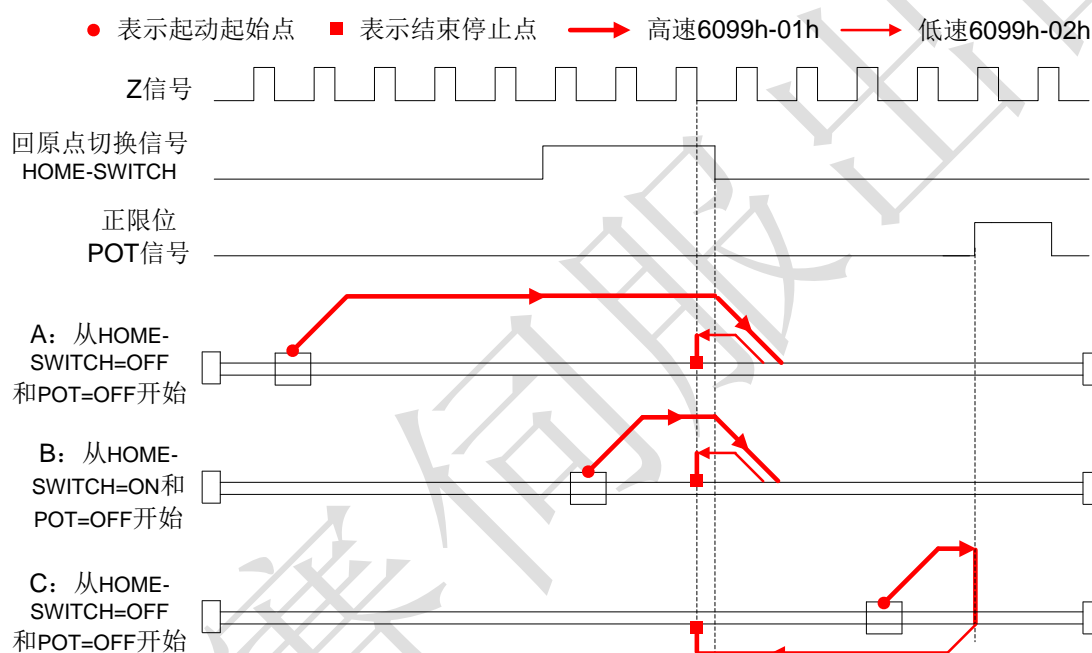 表示起动起始点 表示结束停止点 高速6099h-01h 低速6099h-02h
Z信号
回原点切换信号
HOME-SWITCH
正限位
POT信号
A：从HOME-
SWITCH=OFF
和POT=OFF开始
B：从HOME-
SWITCH=ON和
POT=OFF开始
C：从HOME-
SWITCH=OFF
和POT=OFF开始
赛伺服出